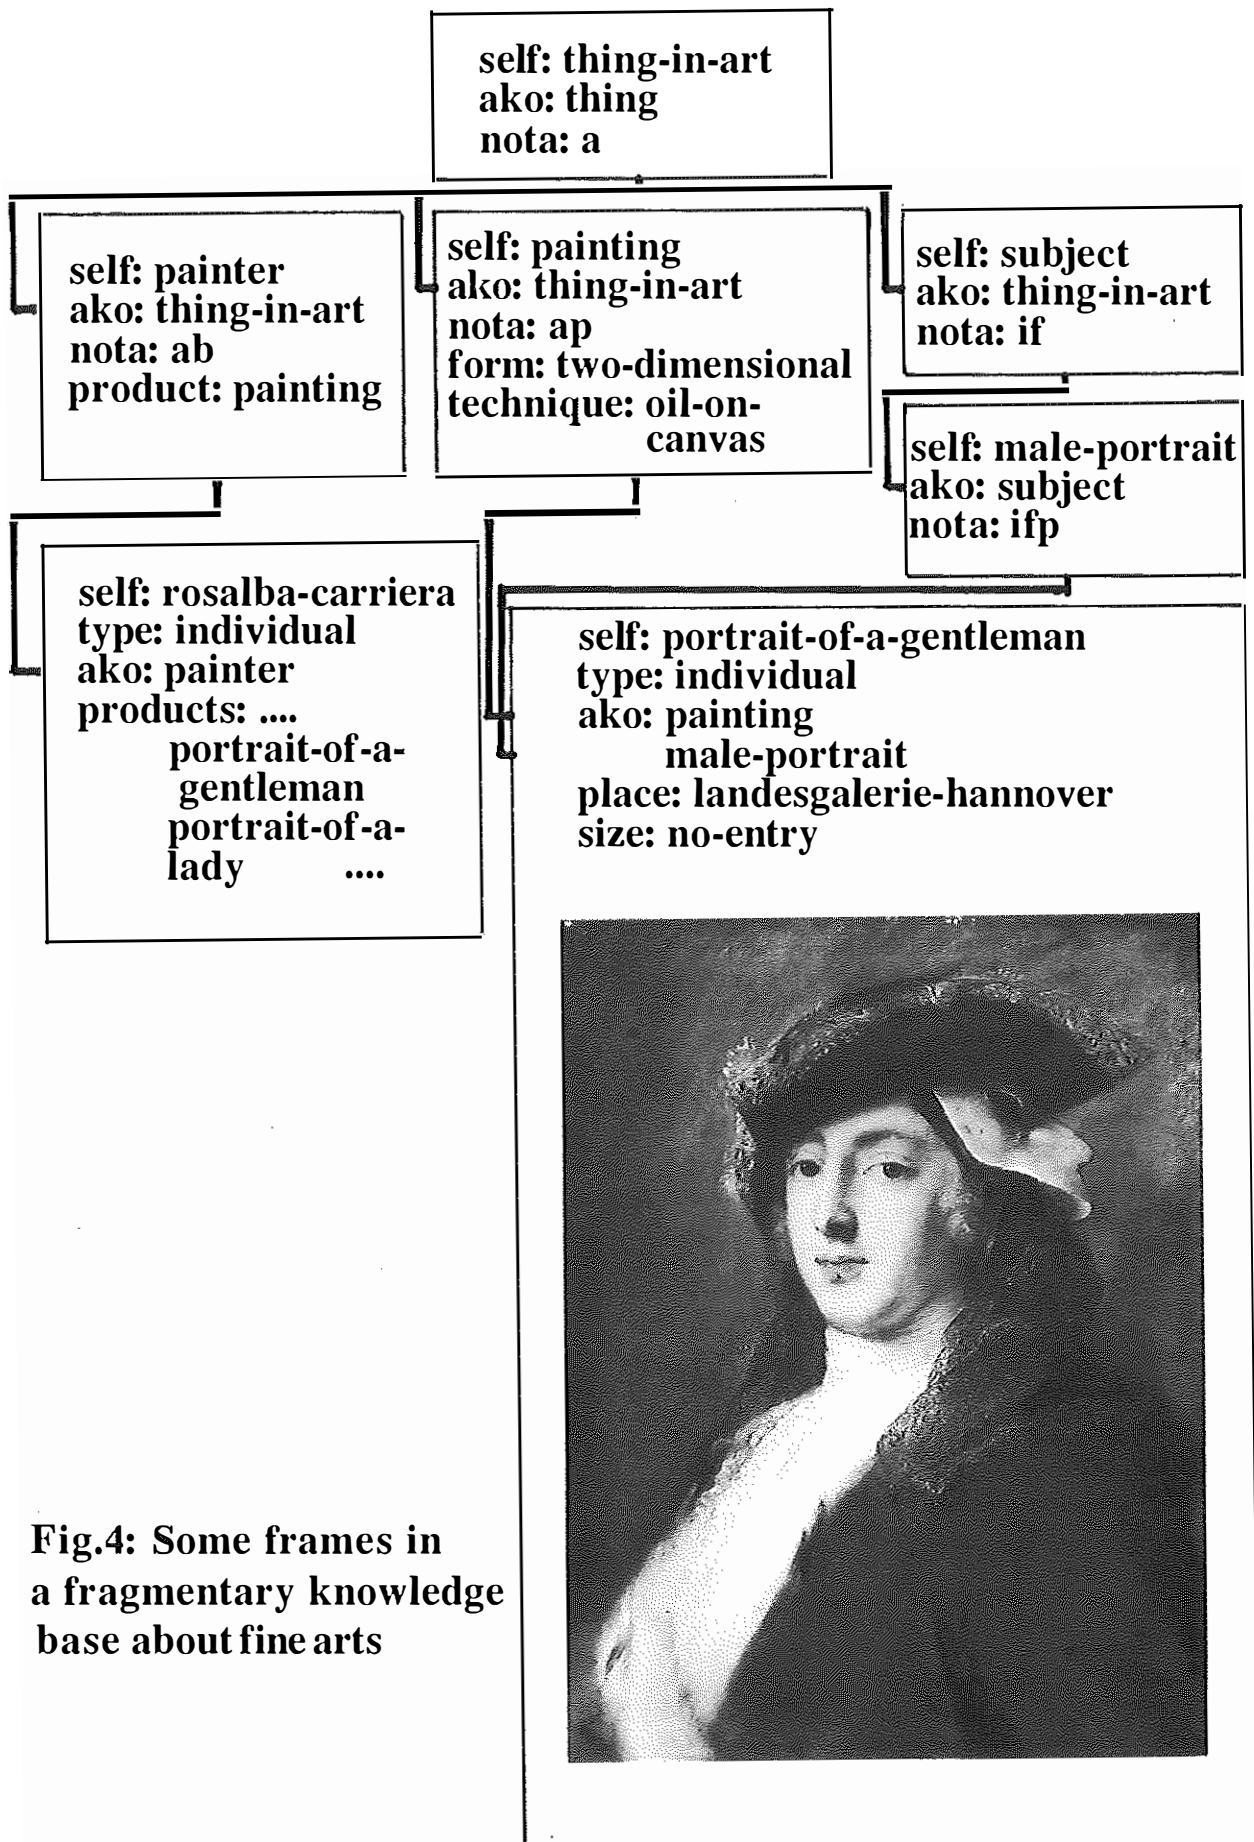 self: thing-in-art
ako: thing
nota: a
self: painter
ako: thing-in-art
nota: ab
product: painting
self: painting
ako: thing-in-art
nota: ap
form: two-dimensional
technique: oil-on-
canvas
self: subject
ako: thing-in-art
nota: if
self: male-portrait
ako: subject
nota: ifp
self: rosalba-carriera
type: individual
ako: painter
products: ....
portrait-of-a-
gentleman
portrait-of-a-
lady ....
self: portrait-of-a-gentleman
type: individual
ako: painting
male-portrait
place: landesgalerie-hannover
size: no-entry
Fig.4: Some frames in
a fragmentary knowledge
base about fine arts